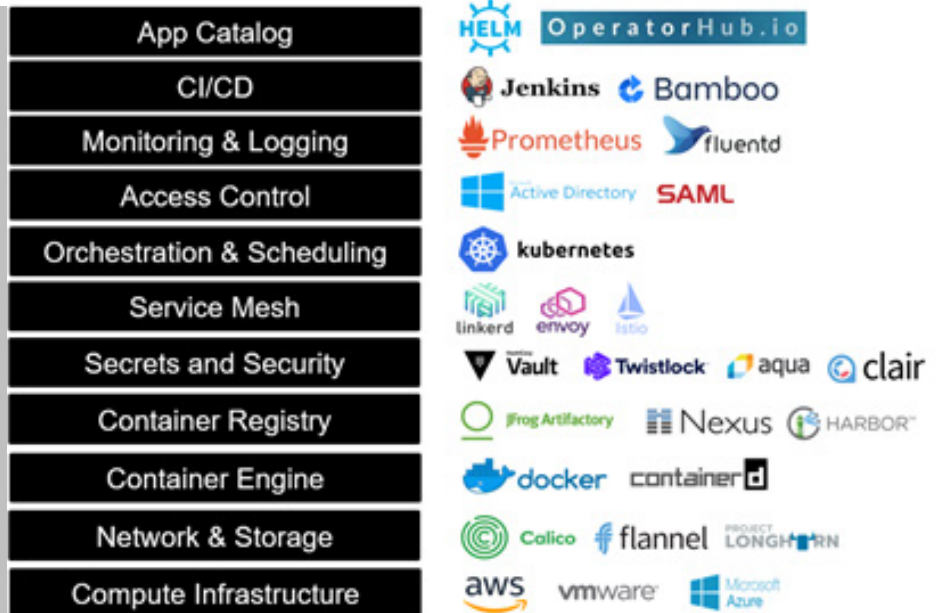 App Catalog HELM OperatorHub.io
CI/CD Jenkins Bamboo
Monitoring & Logging Prometheus fluentd
Access Control Active Directory SAML
Orchestration & Scheduling kubernetes
Service Mesh linkerd envoy Istio
Secrets and Security Vault Twistlock aqua clair
Container Registry JFrog Artifactory Nexus HARBOR™
Container Engine docker containerd
Network & Storage Calico flannel PROJECT LONGHORN
Compute Infrastructure aws vmware Microsoft Azure